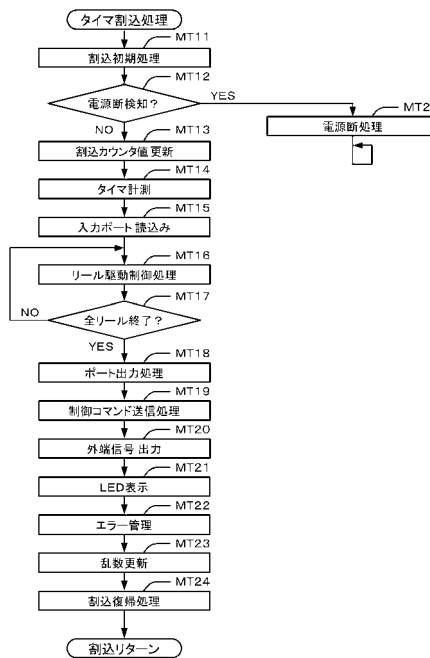 タイマ割込処理
MT11
割込初期処理
MT12
電源断検知？
YES
MT2
電源断処理
NO
MT13
割込カウンタ値更新
MT14
タイマ計測
MT15
入力ポート読込み
MT16
リール駆動制御処理
MT17
NO
全リール終了？
YES
MT18
ポート出力処理
MT19
制御コマンド送信処理
MT20
外端信号出力
MT21
LED表示
MT22
エラー管理
MT23
乱数更新
MT24
割込復帰処理
割込リターン